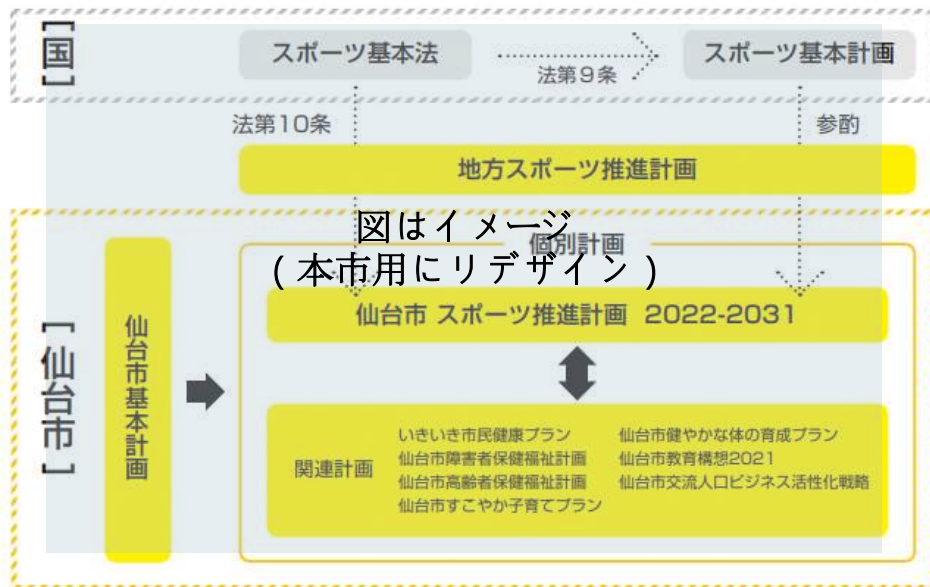 [国]
スポーツ基本法
法第9条
スポーツ基本計画
法第10条
参酌
地方スポーツ推進計画
図はイメージ
(本市用にリデザイン)
個別計画
[仙台市]
仙台市基本計画
仙台市 スポーツ推進計画 2022-2031
関連計画
いきいき市民健康プラン
仙台市障害者保健福祉計画
仙台市高齢者保健福祉計画
仙台市すこやか子育てプラン
仙台市健やかな体の育成プラン
仙台市教育構想2021
仙台市交流人口ビジネス活性化戦略